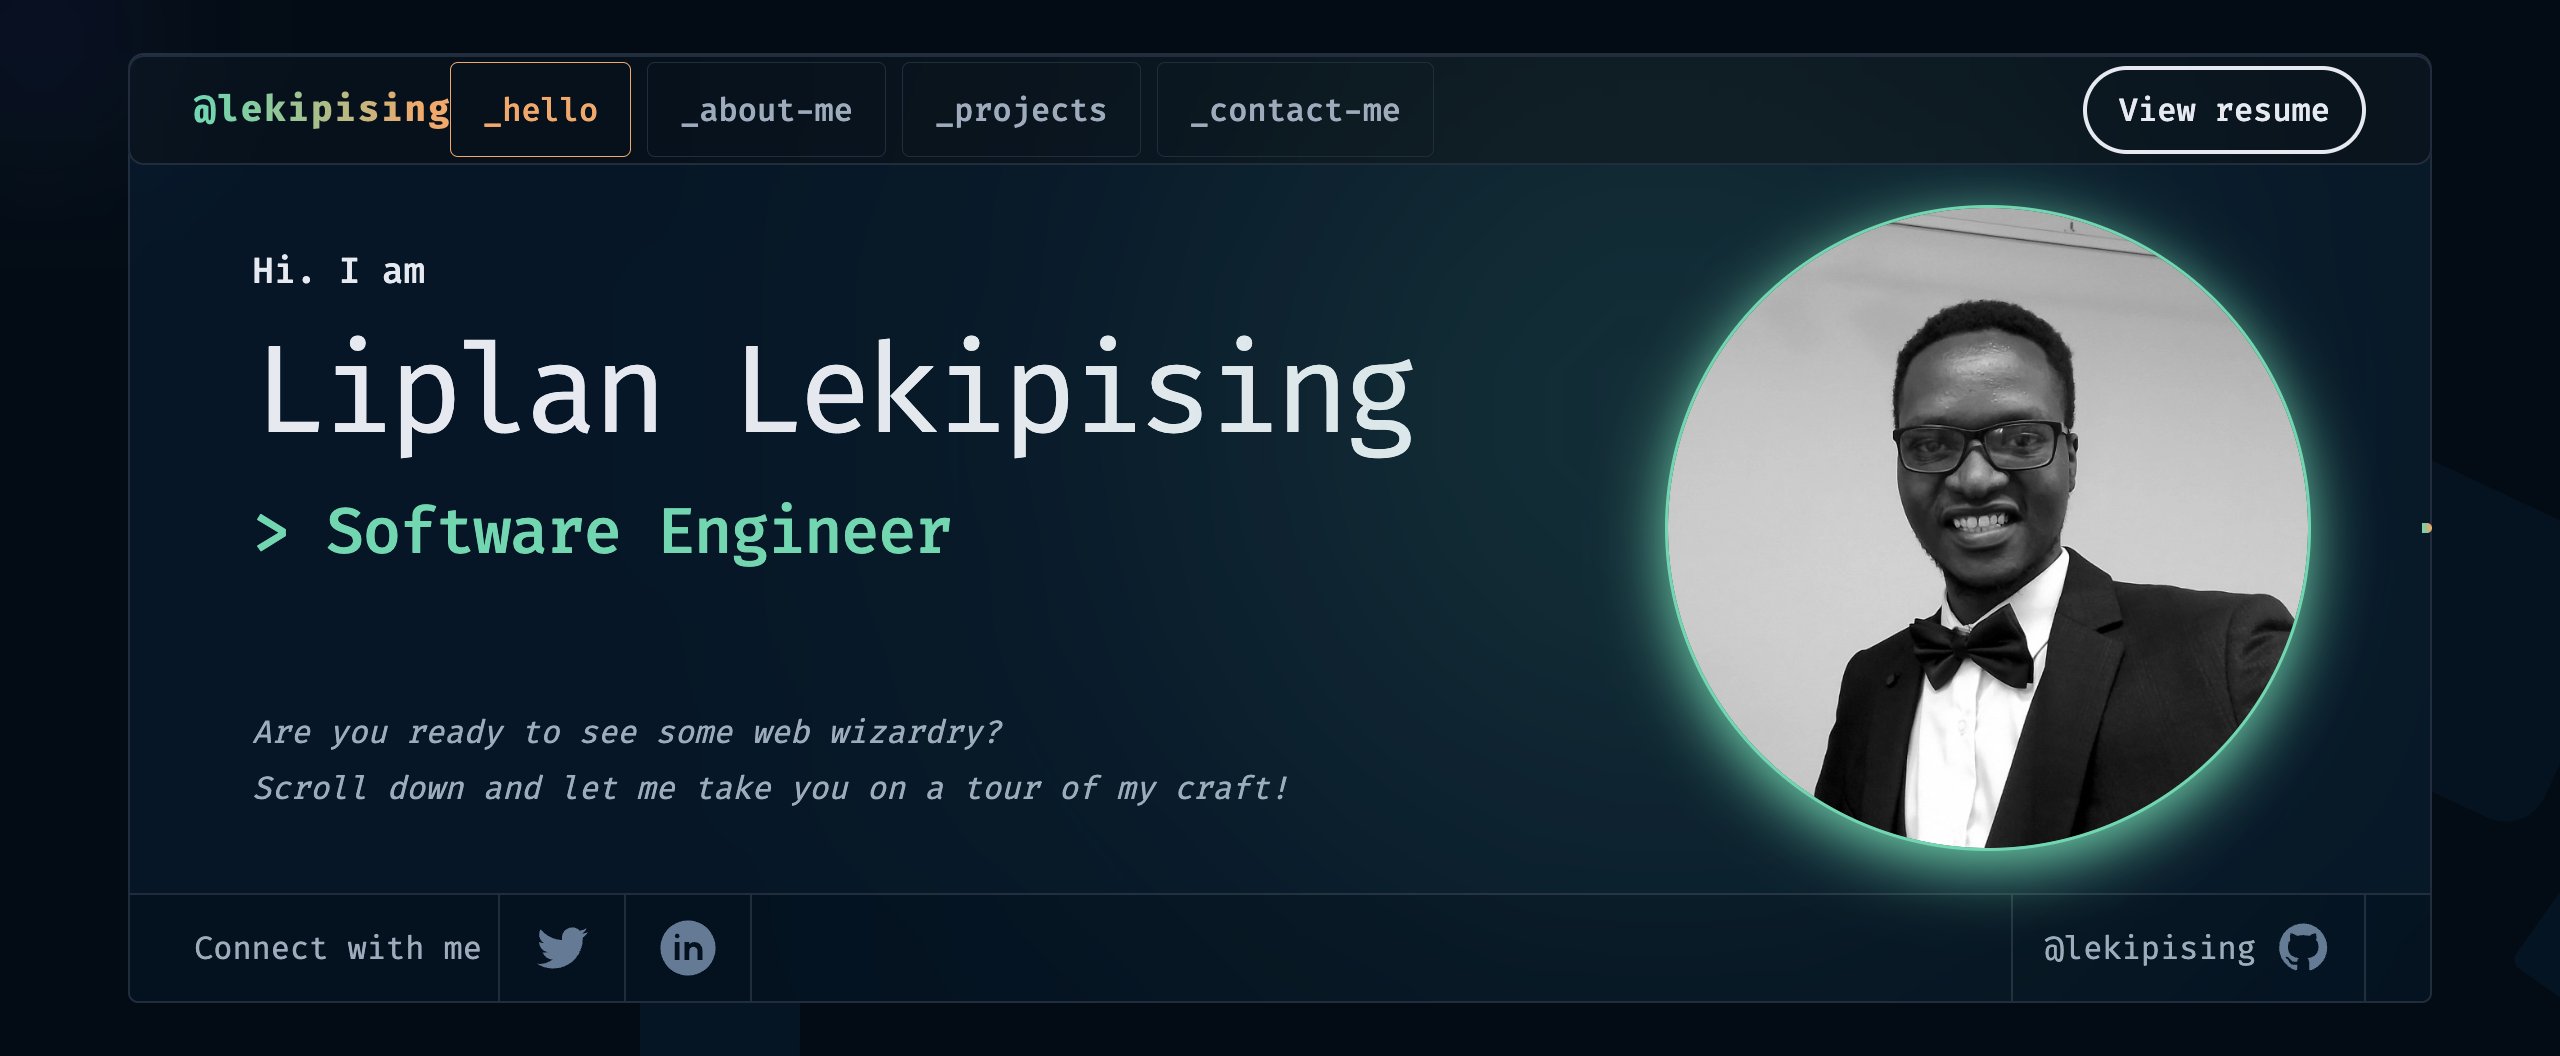 @lekipising _hello _about-me _projects _contact-me View resume
Hi. I am
Liplan Lekipising
> Software Engineer
Are you ready to see some web wizardry?
Scroll down and let me take you on a tour of my craft!
Connect with me in @lekipising